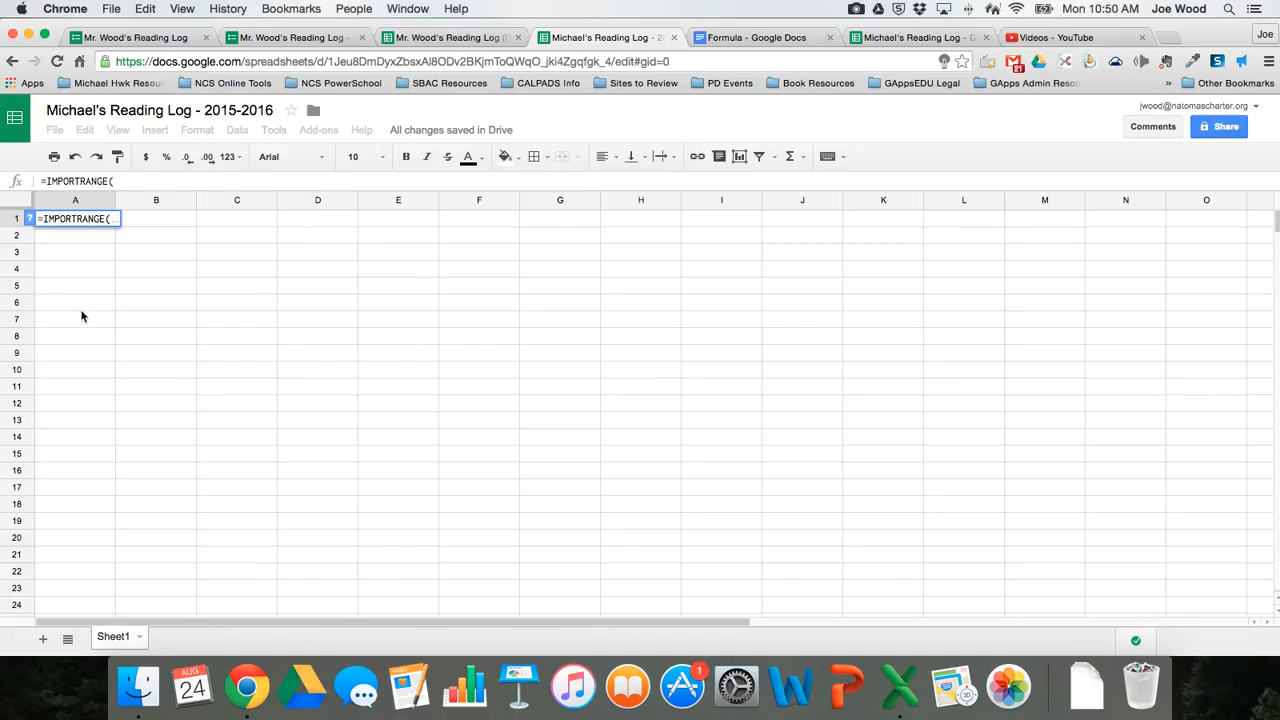 Chrome File Edit View History Bookmarks People Window Help Mon 10:50 AM Joe Wood
Mr. Wood's Reading Log Mr. Wood's Reading Log - Mr. Wood's Reading Log (F Michael's Reading Log - 20 Formula - Google Docs Michael's Reading Log - G Videos - YouTube Joe
https://docs.google.com/spreadsheets/d/1Jeu8DmDyxZbsxAl8ODv2BKjmToQWqO_jki4Zgqfgk_4/edit#gid=0 21
Apps Michael Hwk Resou NCS Online Tools NCS PowerSchool SBAC Resources CALPADS Info Sites to Review PD Events Book Resources GAppsEDU Legal GApps Admin Resou » Other Bookmarks
Michael's Reading Log - 2015-2016 jwood@natomascharter.org
File Edit View Insert Format Data Tools Add-ons Help All changes saved in Drive Comments Share
$ % .0 .00 123 Arial 10 B I S A Σ
fx =IMPORTRANGE(
A B C D E F G H I J K L M N O
1 ? =IMPORTRANGE(
2
3
4
5
6
7
8
9
10
11
12
13
14
15
16
17
18
19
20
21
22
23
24
+ Sheet1
AUG 24 1